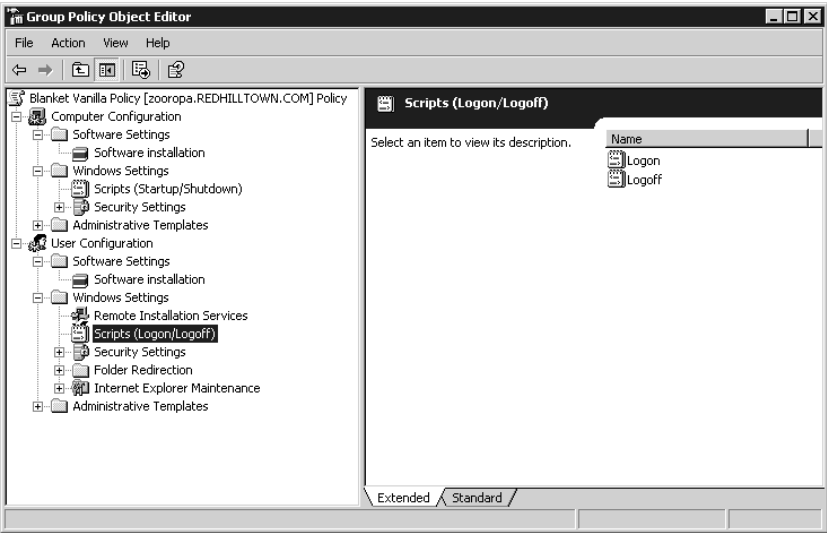 Group Policy Object Editor
File Action View Help
Blanket Vanilla Policy [zooropa.REDHILLTOWN.COM] Policy
Computer Configuration
Software Settings
Software installation
Windows Settings
Scripts (Startup/Shutdown)
Security Settings
Administrative Templates
User Configuration
Software Settings
Software installation
Windows Settings
Remote Installation Services
Scripts (Logon/Logoff)
Security Settings
Folder Redirection
Internet Explorer Maintenance
Administrative Templates
Scripts (Logon/Logoff)
Select an item to view its description.
Name
Logon
Logoff
Extended Standard